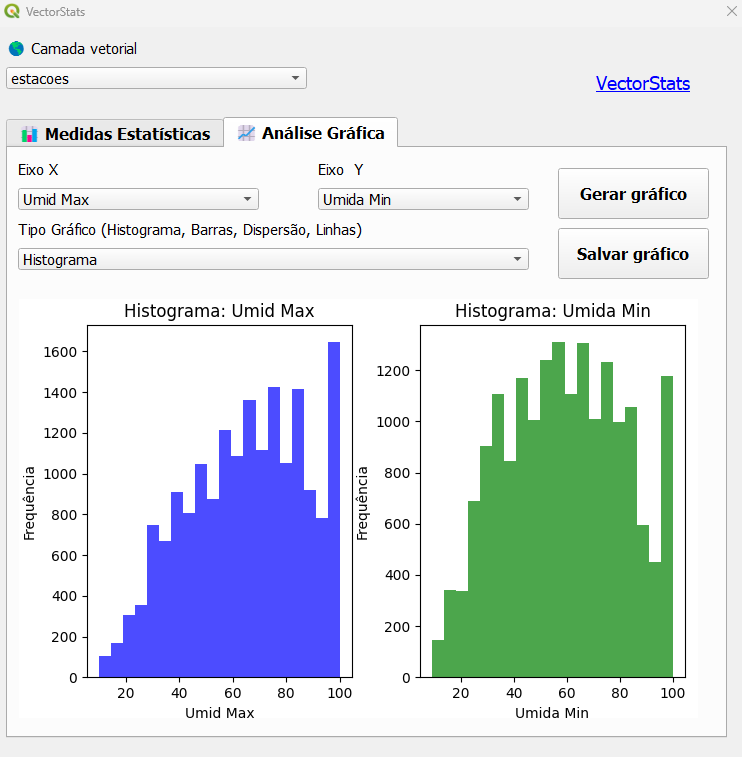 VectorStats
Camada vetorial
estacoes
VectorStats
Medidas Estatísticas
Análise Gráfica
Eixo X
Eixo Y
Umid Max
Umida Min
Gerar gráfico
Tipo Gráfico (Histograma, Barras, Dispersão, Linhas)
Histograma
Salvar gráfico
Histograma: Umid Max
1600
1400
1200
1000
800
600
400
200
0
Frequência
20 40 60 80 100
Umid Max
Histograma: Umida Min
1200
1000
800
600
400
200
0
Frequência
20 40 60 80 100
Umida Min